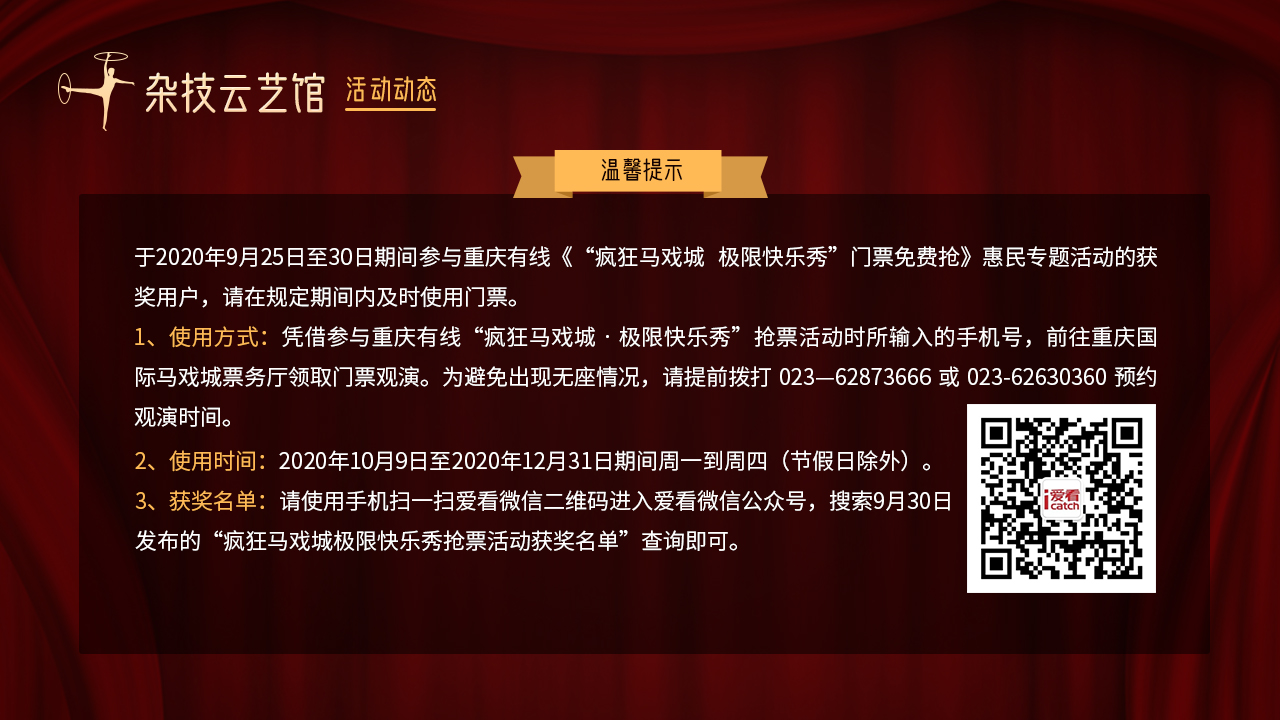 杂技云艺馆 活动动态
温馨提示
于2020年9月25日至30日期间参与重庆有线《“疯狂马戏城 极限快乐秀”门票免费抢》惠民专题活动的获
奖用户，请在规定期间内及时使用门票。
1、使用方式：凭借参与重庆有线“疯狂马戏城·极限快乐秀”抢票活动时所输入的手机号，前往重庆国
际马戏城票务厅领取门票观演。为避免出现无座情况，请提前拨打 023—62873666 或 023-62630360 预约
观演时间。
2、使用时间：2020年10月9日至2020年12月31日期间周一到周四（节假日除外）。
3、获奖名单：请使用手机扫一扫爱看微信二维码进入爱看微信公众号，搜索9月30日
发布的“疯狂马戏城极限快乐秀抢票活动获奖名单”查询即可。
i爱看
catch